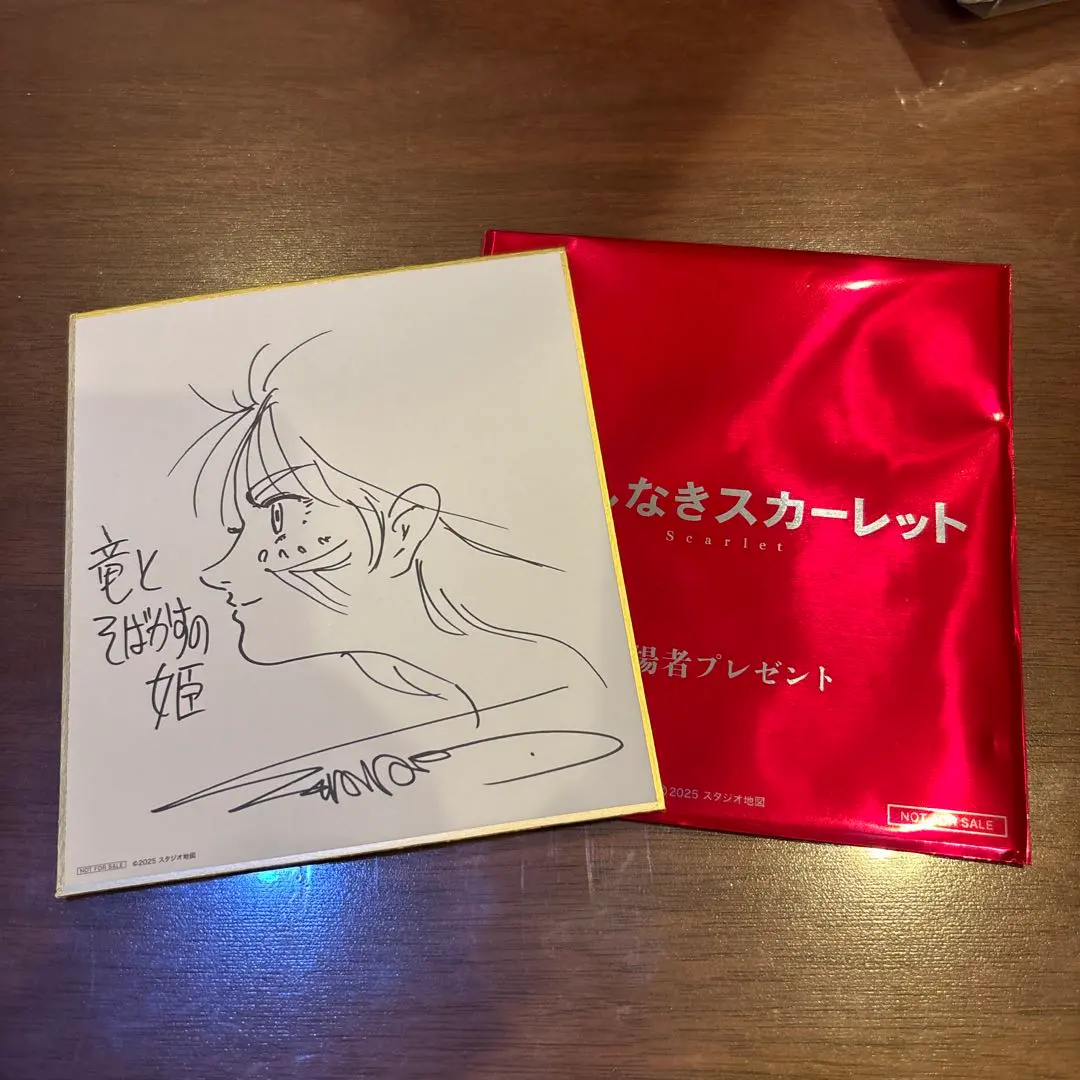 竜と
そばかすの
姫
NOT FOR SALE
©2025 スタジオ地図
なきスカーレット
Scarlet
場者プレゼント
©2025 スタジオ地図
NOT FOR SALE